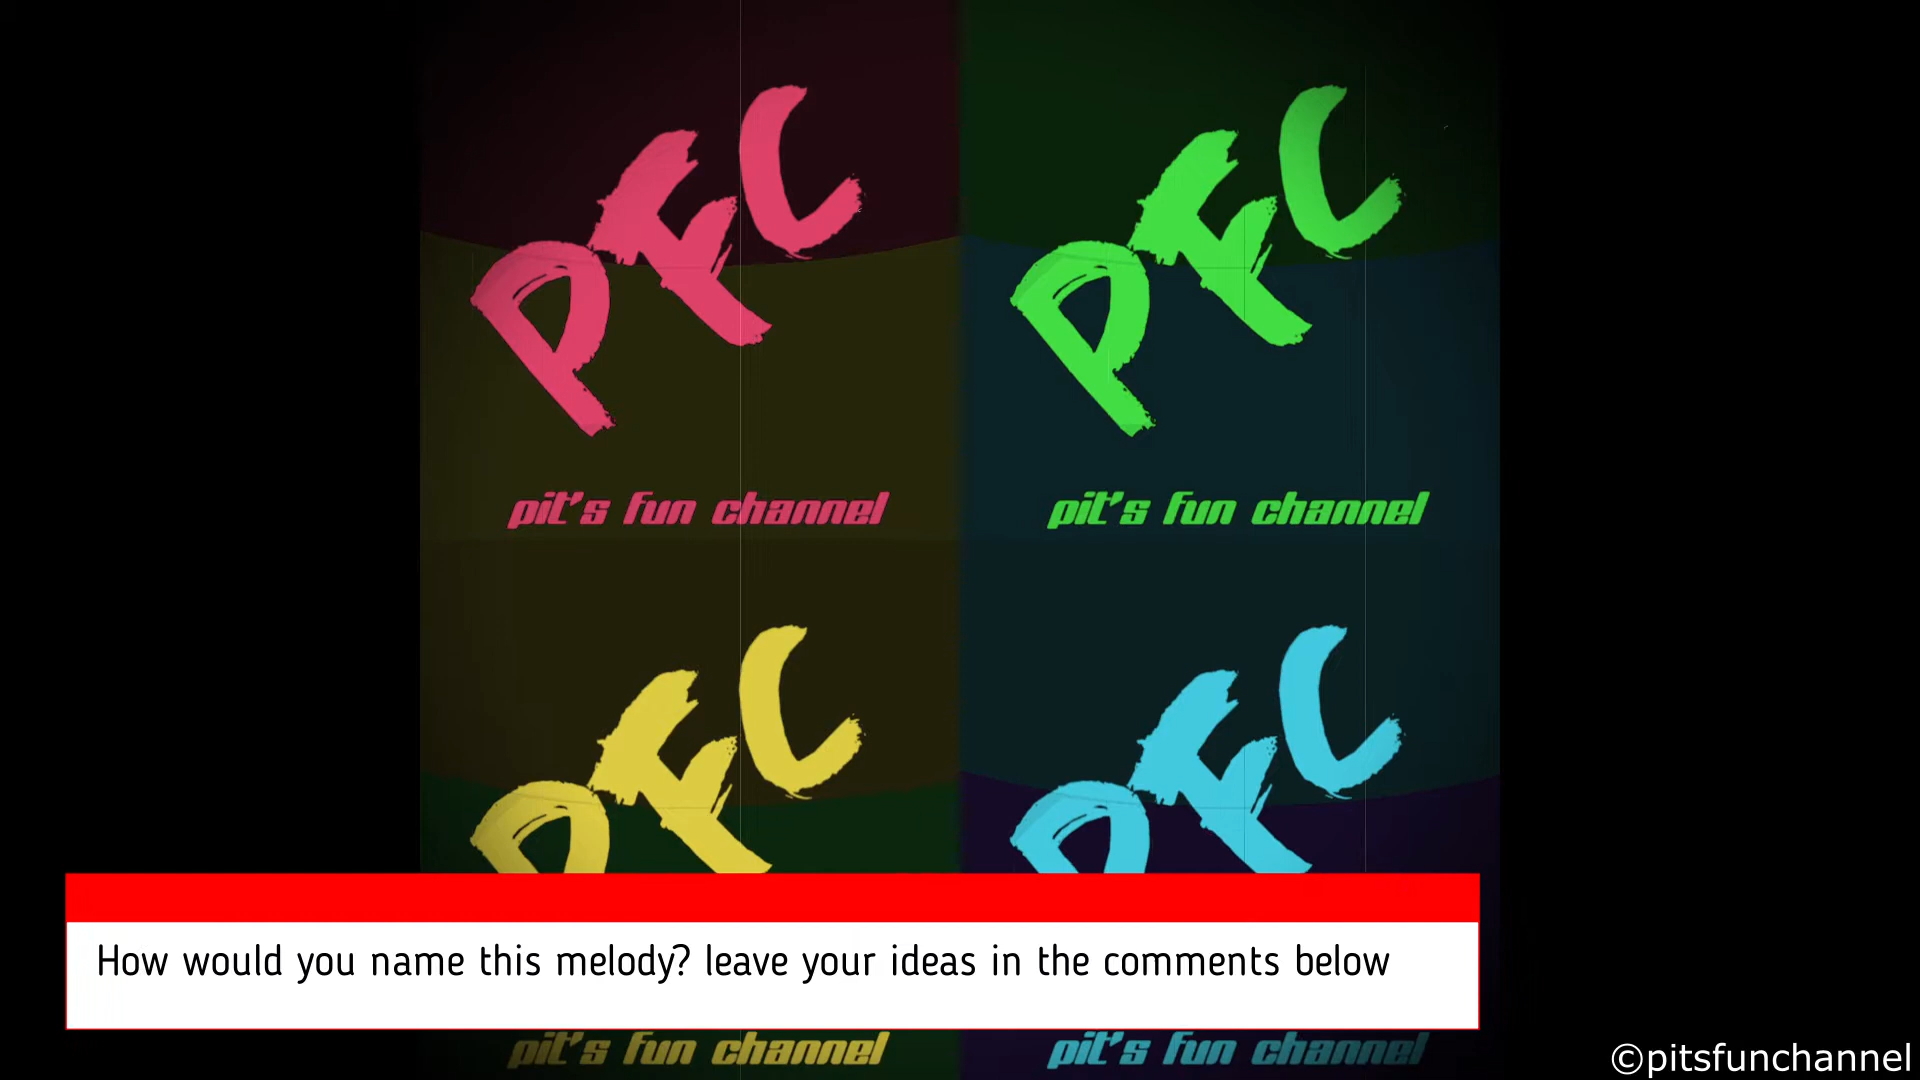 PFC
PFC
pit's fun channel
pit's fun channel
PFC
PFC
How would you name this melody? leave your ideas in the comments below
pit's fun channel
pit's fun channel
©pitsfunchannel